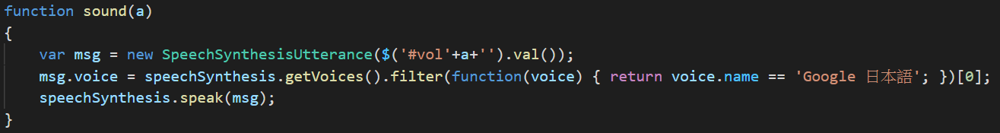 function sound(a)
{
    var msg = new SpeechSynthesisUtterance($('#vol'+a+'').val());
    msg.voice = speechSynthesis.getVoices().filter(function(voice) { return voice.name == 'Google 日本語'; })[0];
    speechSynthesis.speak(msg);
}